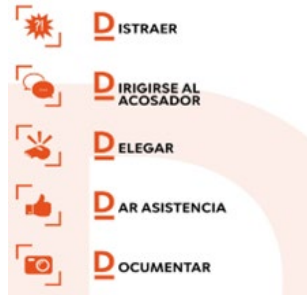 ?!
DISTRAER
DIRIGIRSE AL
ACOSADOR
DELEGAR
DAR ASISTENCIA
DOCUMENTAR